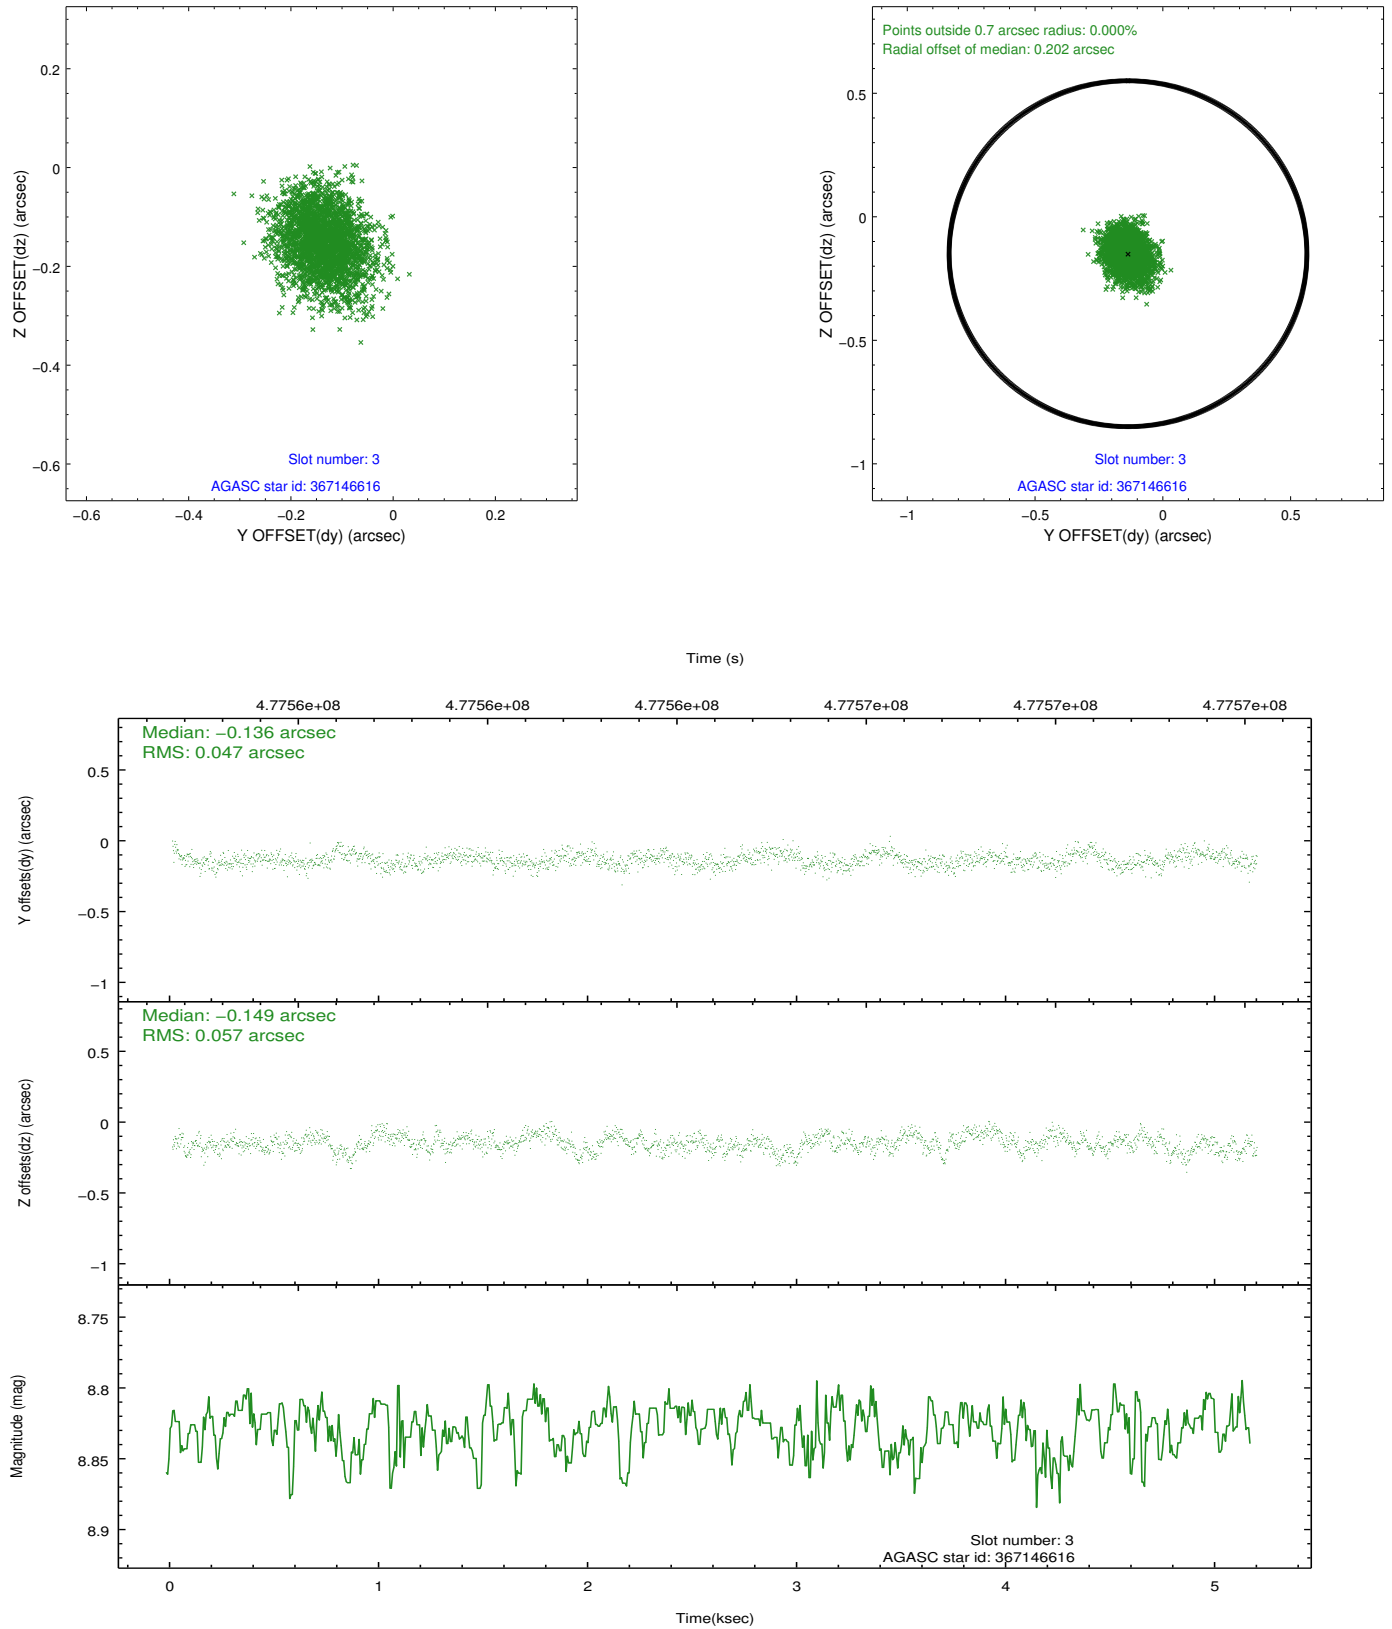 0.2
0
−0.2
−0.4
−0.6
Z OFFSET(dz) (arcsec)
Slot number: 3
AGASC star id: 367146616
−0.6 −0.4 −0.2 0 0.2
Y OFFSET(dy) (arcsec)
Points outside 0.7 arcsec radius: 0.000%
Radial offset of median: 0.202 arcsec
0.5
0
−0.5
−1
Z OFFSET(dz) (arcsec)
Slot number: 3
AGASC star id: 367146616
−1 −0.5 0 0.5
Y OFFSET(dy) (arcsec)
Time (s)
4.7756e+08 4.7756e+08 4.7756e+08 4.7757e+08 4.7757e+08 4.7757e+08
Median: −0.136 arcsec
RMS: 0.047 arcsec
0.5
0
−0.5
−1
Y offsets(dy) (arcsec)
Median: −0.149 arcsec
RMS: 0.057 arcsec
0.5
0
−0.5
−1
Z offsets(dz) (arcsec)
8.75
8.8
8.85
8.9
Magnitude (mag)
Slot number: 3
AGASC star id: 367146616
0 1 2 3 4 5
Time(ksec)